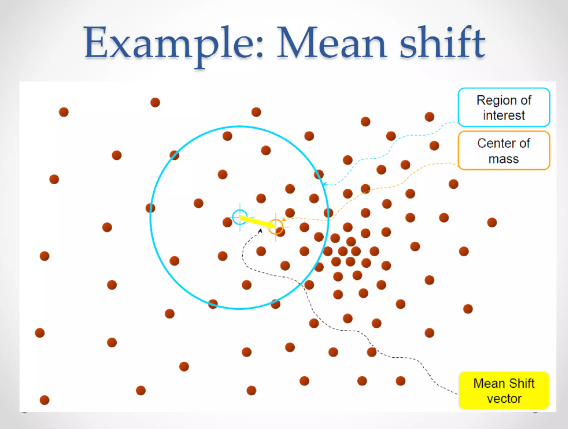 Example: Mean shift
Region of
interest
Center of
mass
Mean Shift
vector